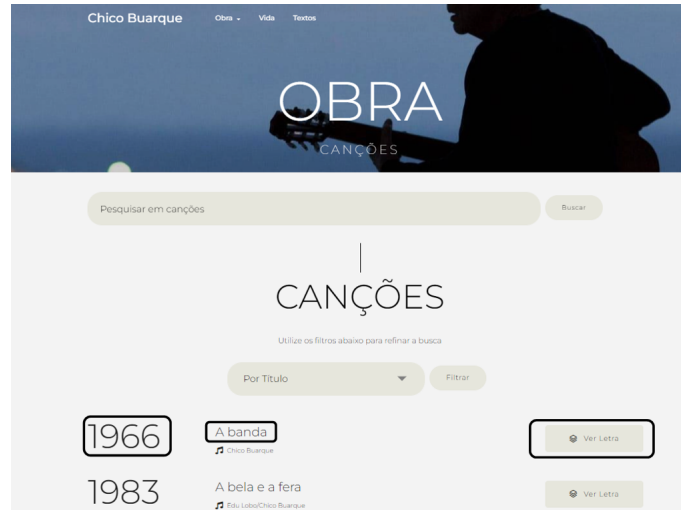 Chico Buarque Obra Vida Textos
OBRA
CANÇÕES
Pesquisar em canções Buscar
CANÇÕES
Utilize os filtros abaixo para refinar a busca
Por Título Filtrar
1966 A banda Ver Letra
Chico Buarque
1983 A bela e a fera Ver Letra
Edu Lobo/Chico Buarque